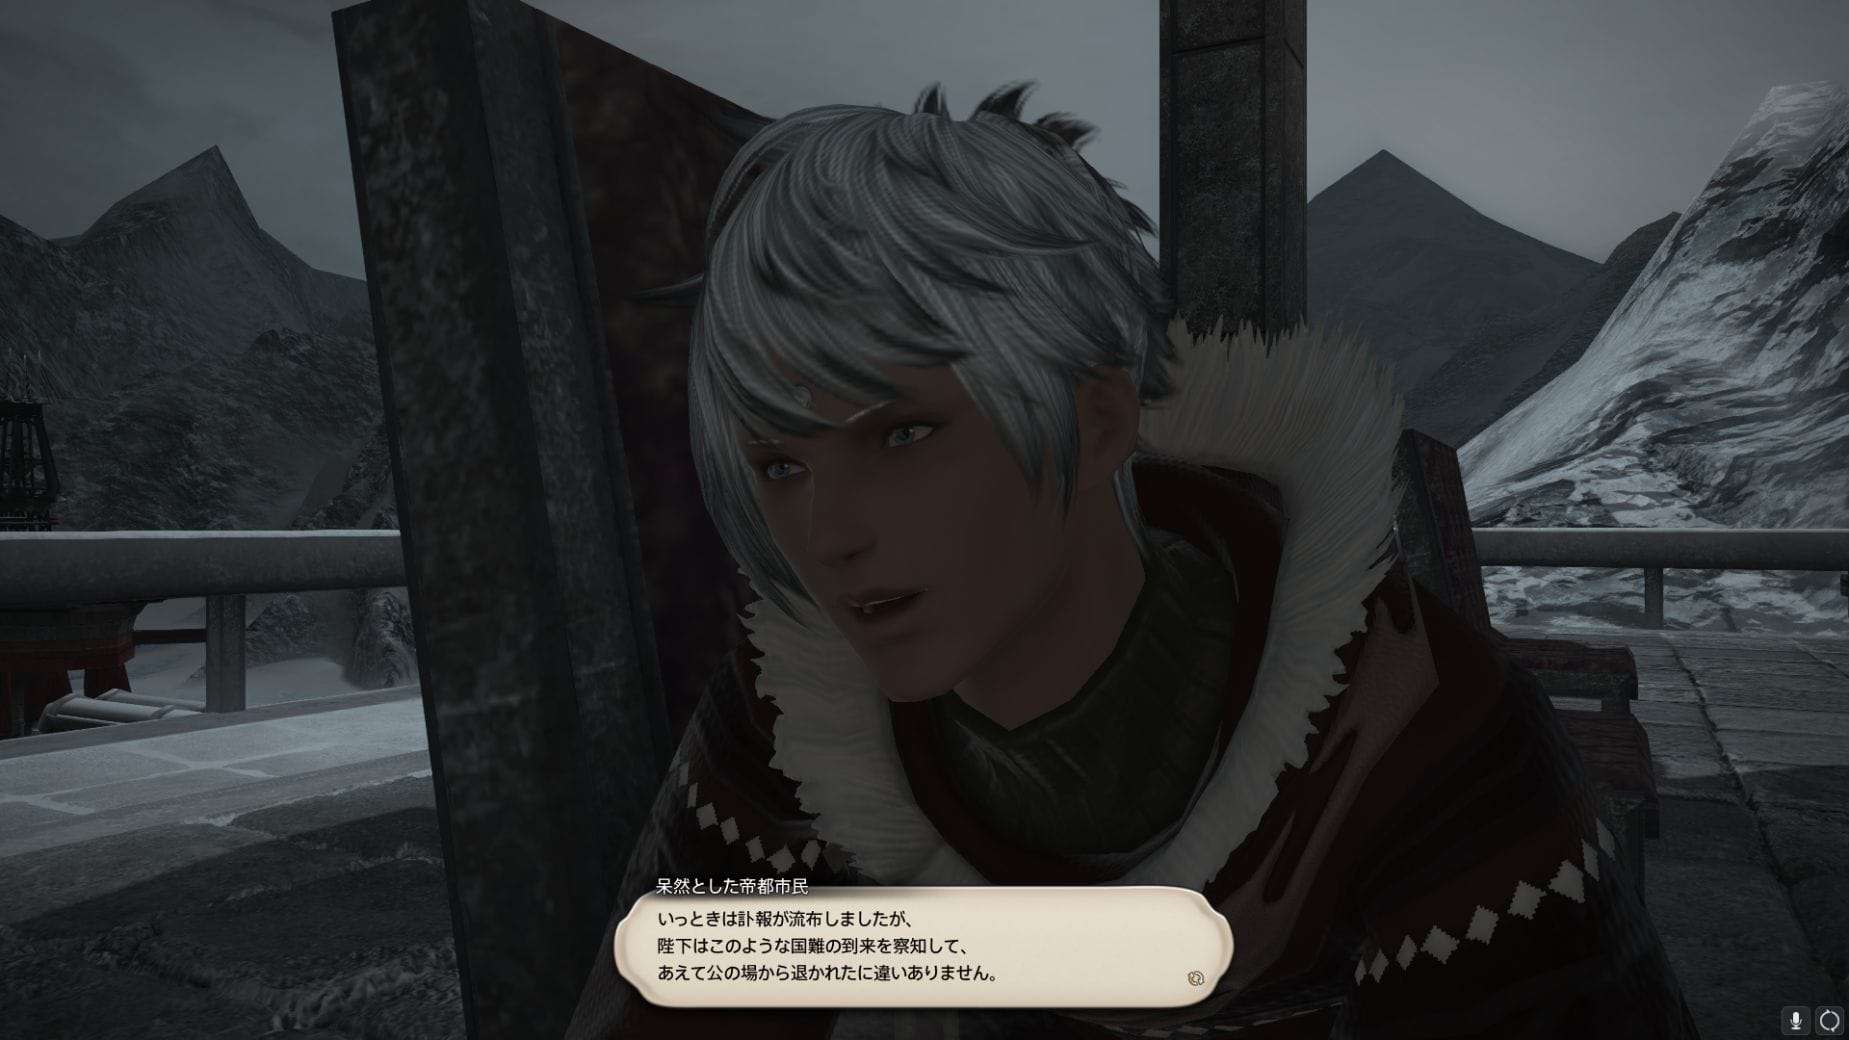 呆然とした帝都市民
いっときは訃報が流布しましたが、
陛下はこのような国難の到来を察知して、
あえて公の場から退かれたに違いありません。